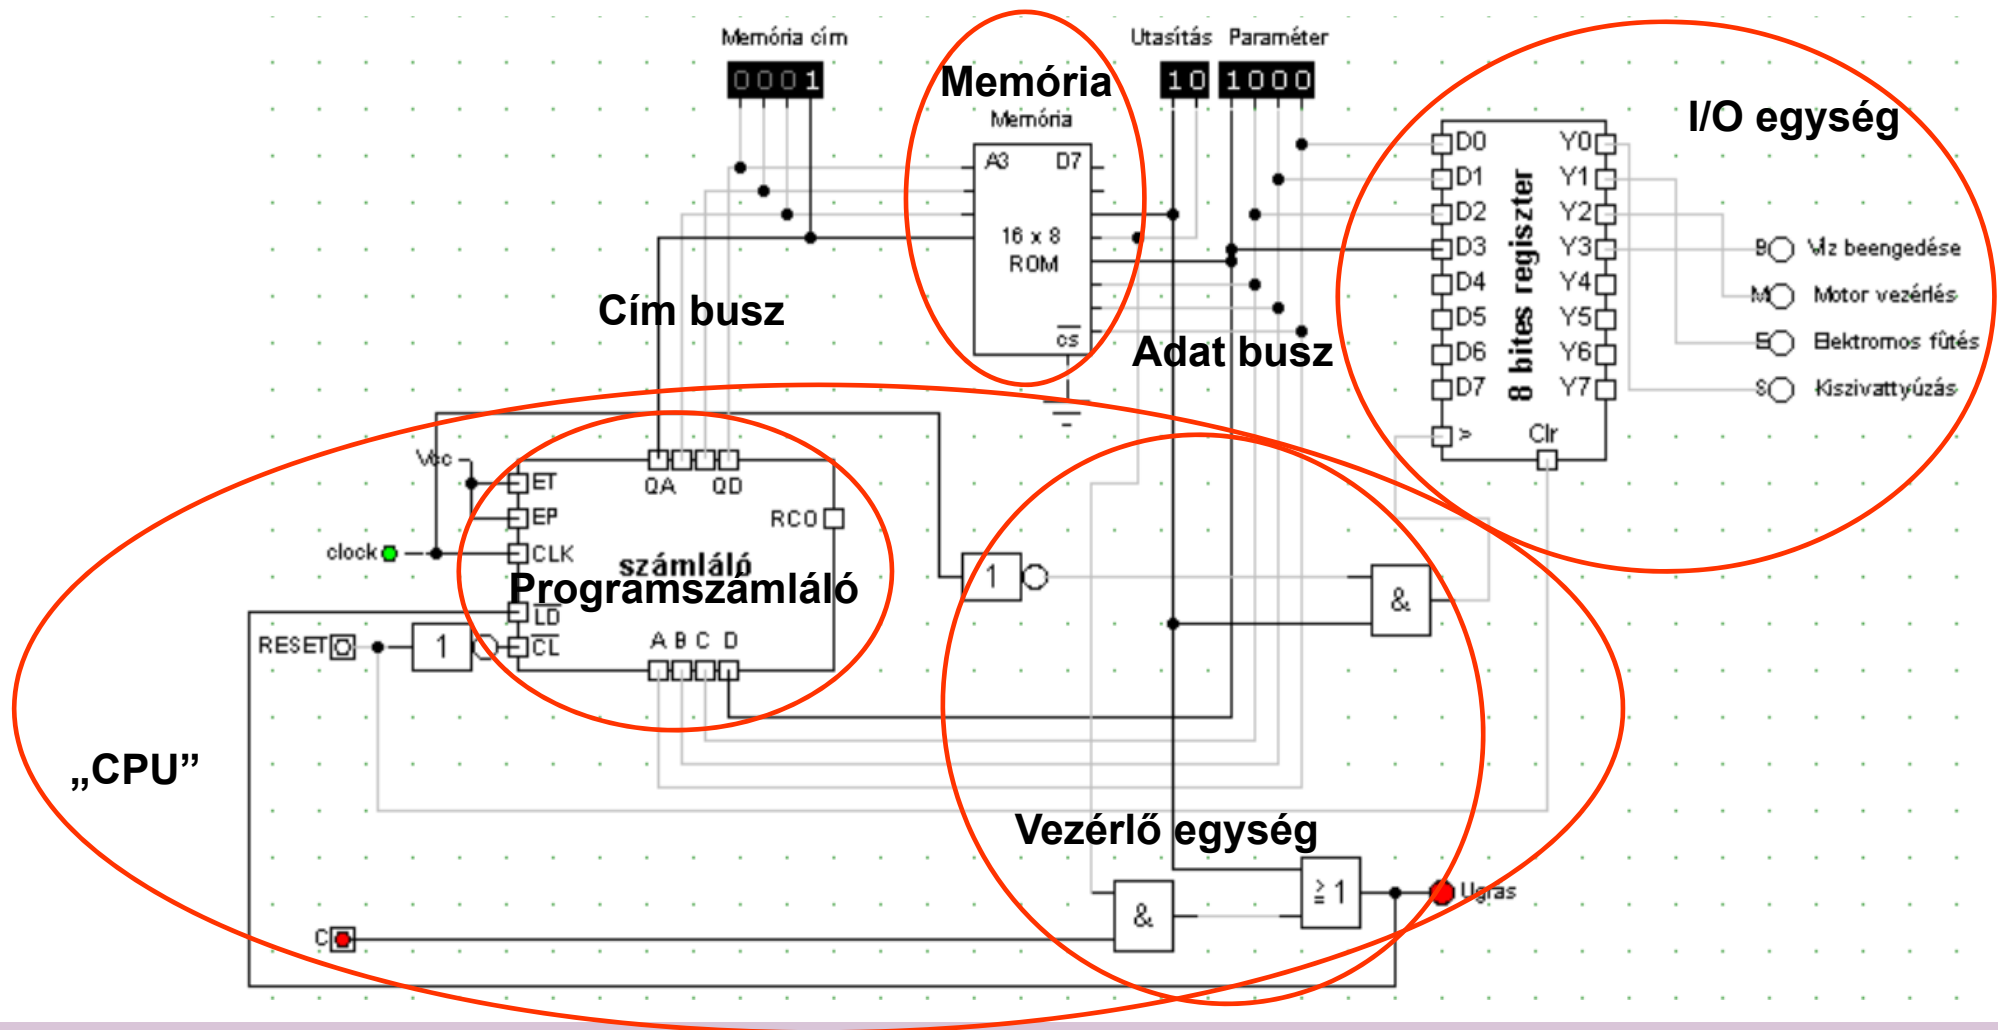 Memória cím
0001
Memória
Memória
A3 D7
16 x 8
ROM
cs
Utasítás Paraméter
10 1000
I/O egység
D0 Y0
D1 Y1
D2 Y2
D3 Y3
D4 Y4
D5 Y5
D6 Y6
D7 Y7
8 bites regiszter
> Clr
B Víz beengedése
M Motor vezérlés
E Elektromos fûtés
S Kiszivattyúzás
Cím busz
Adat busz
Vcc
ET
EP
clock
CLK
LD
RESET
1
CL
QA QD
RCO
számláló
Programszámláló
A B C D
1
&
„CPU”
Vezérlő egység
&
≥1
Ugras
C